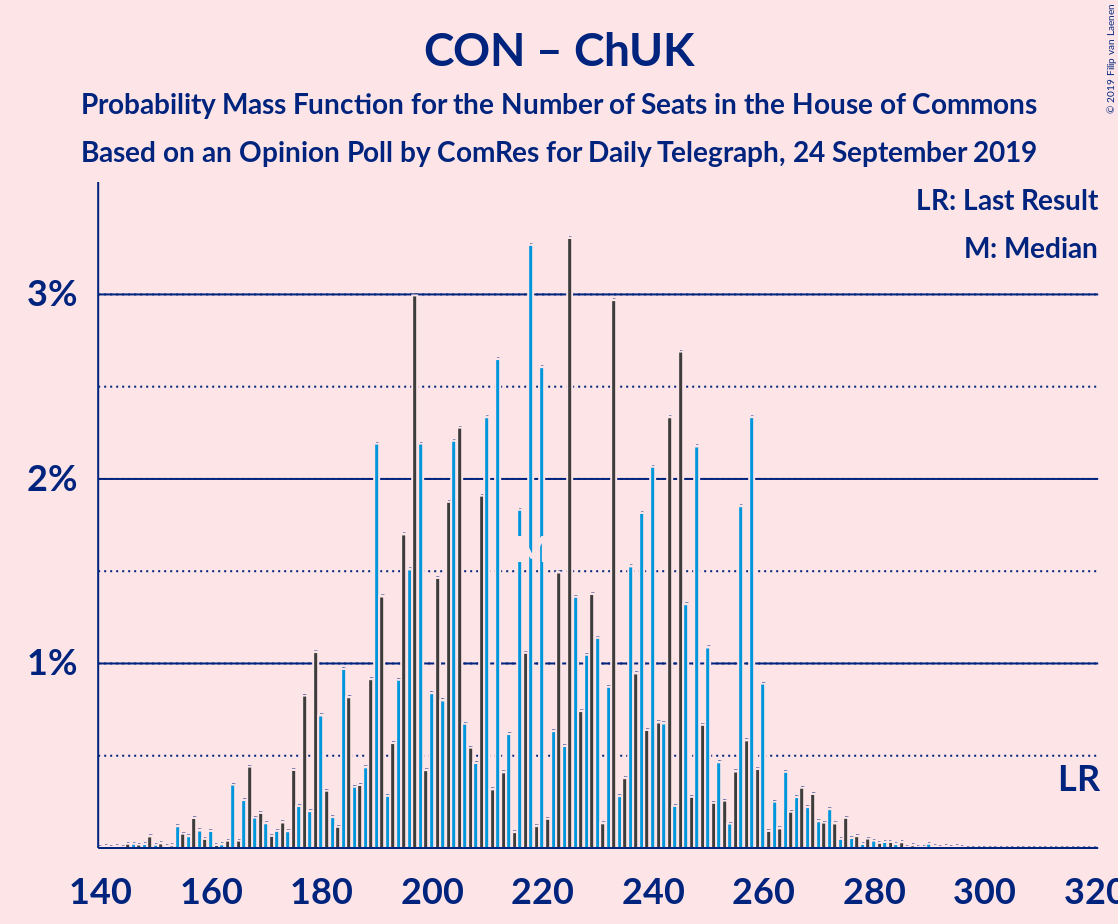 CON – ChUK
Probability Mass Function for the Number of Seats in the House of Commons
Based on an Opinion Poll by ComRes for Daily Telegraph, 24 September 2019
© 2019 Filip van Laenen
LR: Last Result
M: Median
3%
2%
1%
M
LR
140 160 180 200 220 240 260 280 300 320